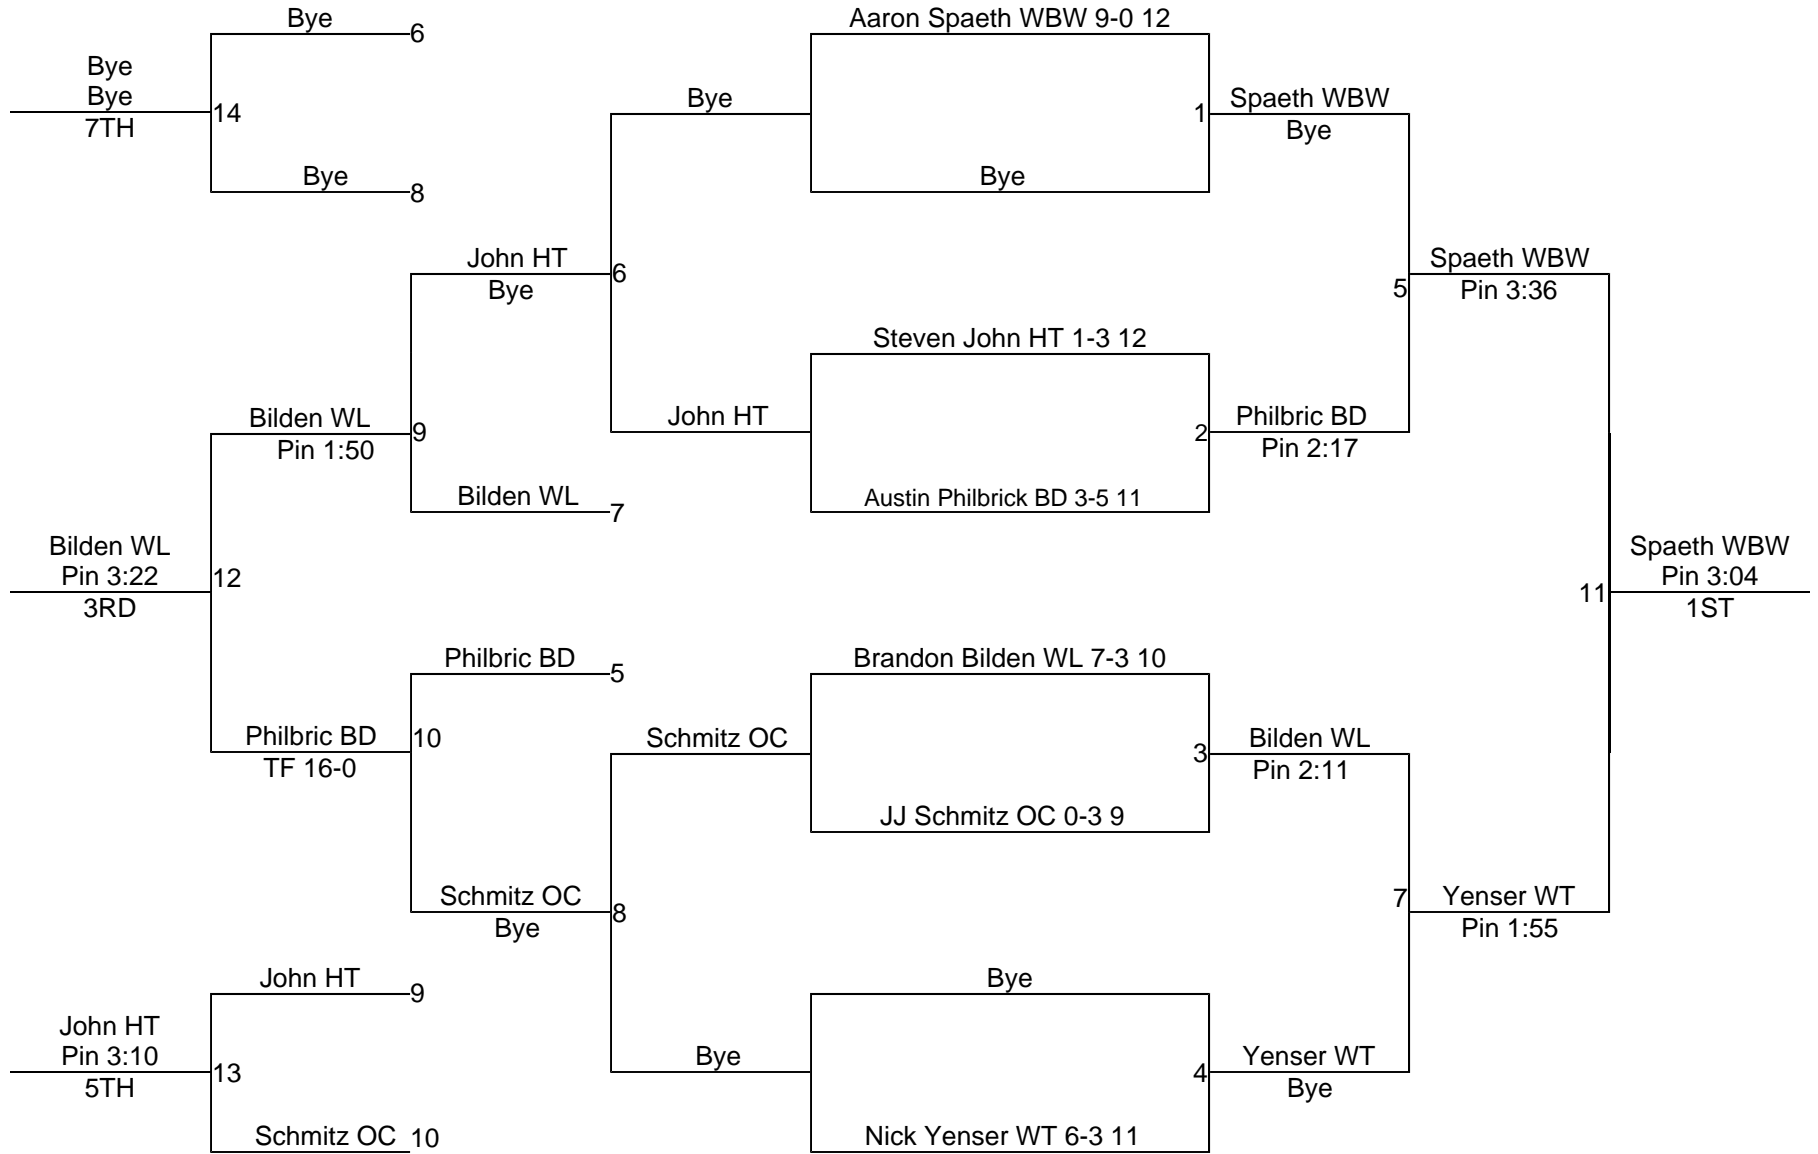 Bye
6
Aaron Spaeth WBW 9-0 12
Bye
Bye
7TH
14
Bye
1
Spaeth WBW
Bye
Bye
8
Bye
John HT
Bye
6
Spaeth WBW
Pin 3:36
5
Steven John HT 1-3 12
Bilden WL
Pin 1:50
9
John HT
2
Philbric BD
Pin 2:17
Bilden WL
7
Austin Philbrick BD 3-5 11
Bilden WL
Pin 3:22
3RD
12
Spaeth WBW
Pin 3:04
1ST
11
Philbric BD
5
Brandon Bilden WL 7-3 10
Philbric BD
TF 16-0
10
Schmitz OC
3
Bilden WL
Pin 2:11
JJ Schmitz OC 0-3 9
Schmitz OC
Bye
8
7
Yenser WT
Pin 1:55
John HT
9
Bye
John HT
Pin 3:10
5TH
13
Bye
4
Yenser WT
Bye
Schmitz OC
10
Nick Yenser WT 6-3 11